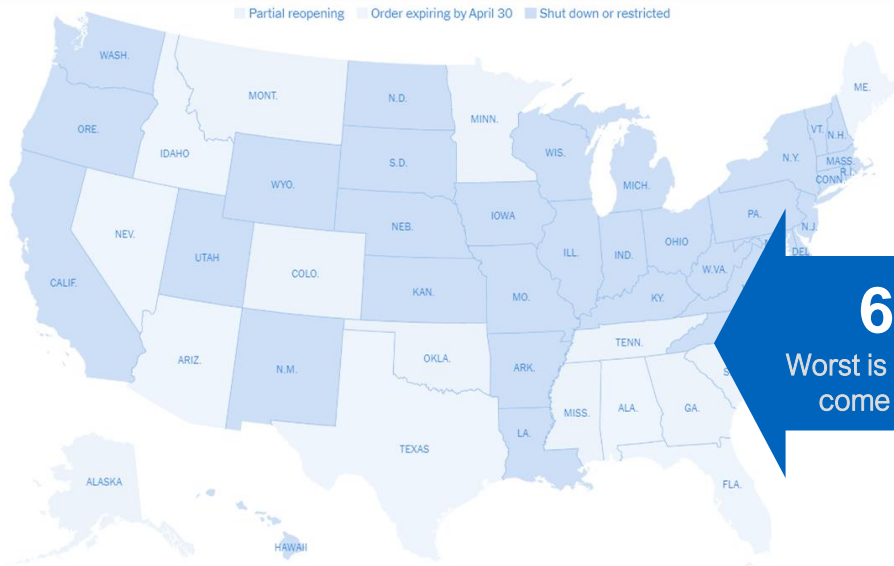 Partial reopening Order expiring by April 30 Shut down or restricted
WASH.
ME.
MONT.
N.D.
MINN.
ORE.
VT.
N.H.
IDAHO
WIS.
N.Y.
MASS.
S.D.
R.I.
CONN
WYO.
MICH.
IOWA
PA.
NEB.
N.J.
NEV.
OHIO
UTAH
ILL.
IND.
DEL
COLO.
W.VA.
CALIF.
KAN.
MO.
KY.
6
TENN.
ARIZ.
OKLA.
N.M.
ARK.
Worst is
come
MISS.
ALA.
GA.
LA.
TEXAS
ALASKA
FLA.
HAWAII